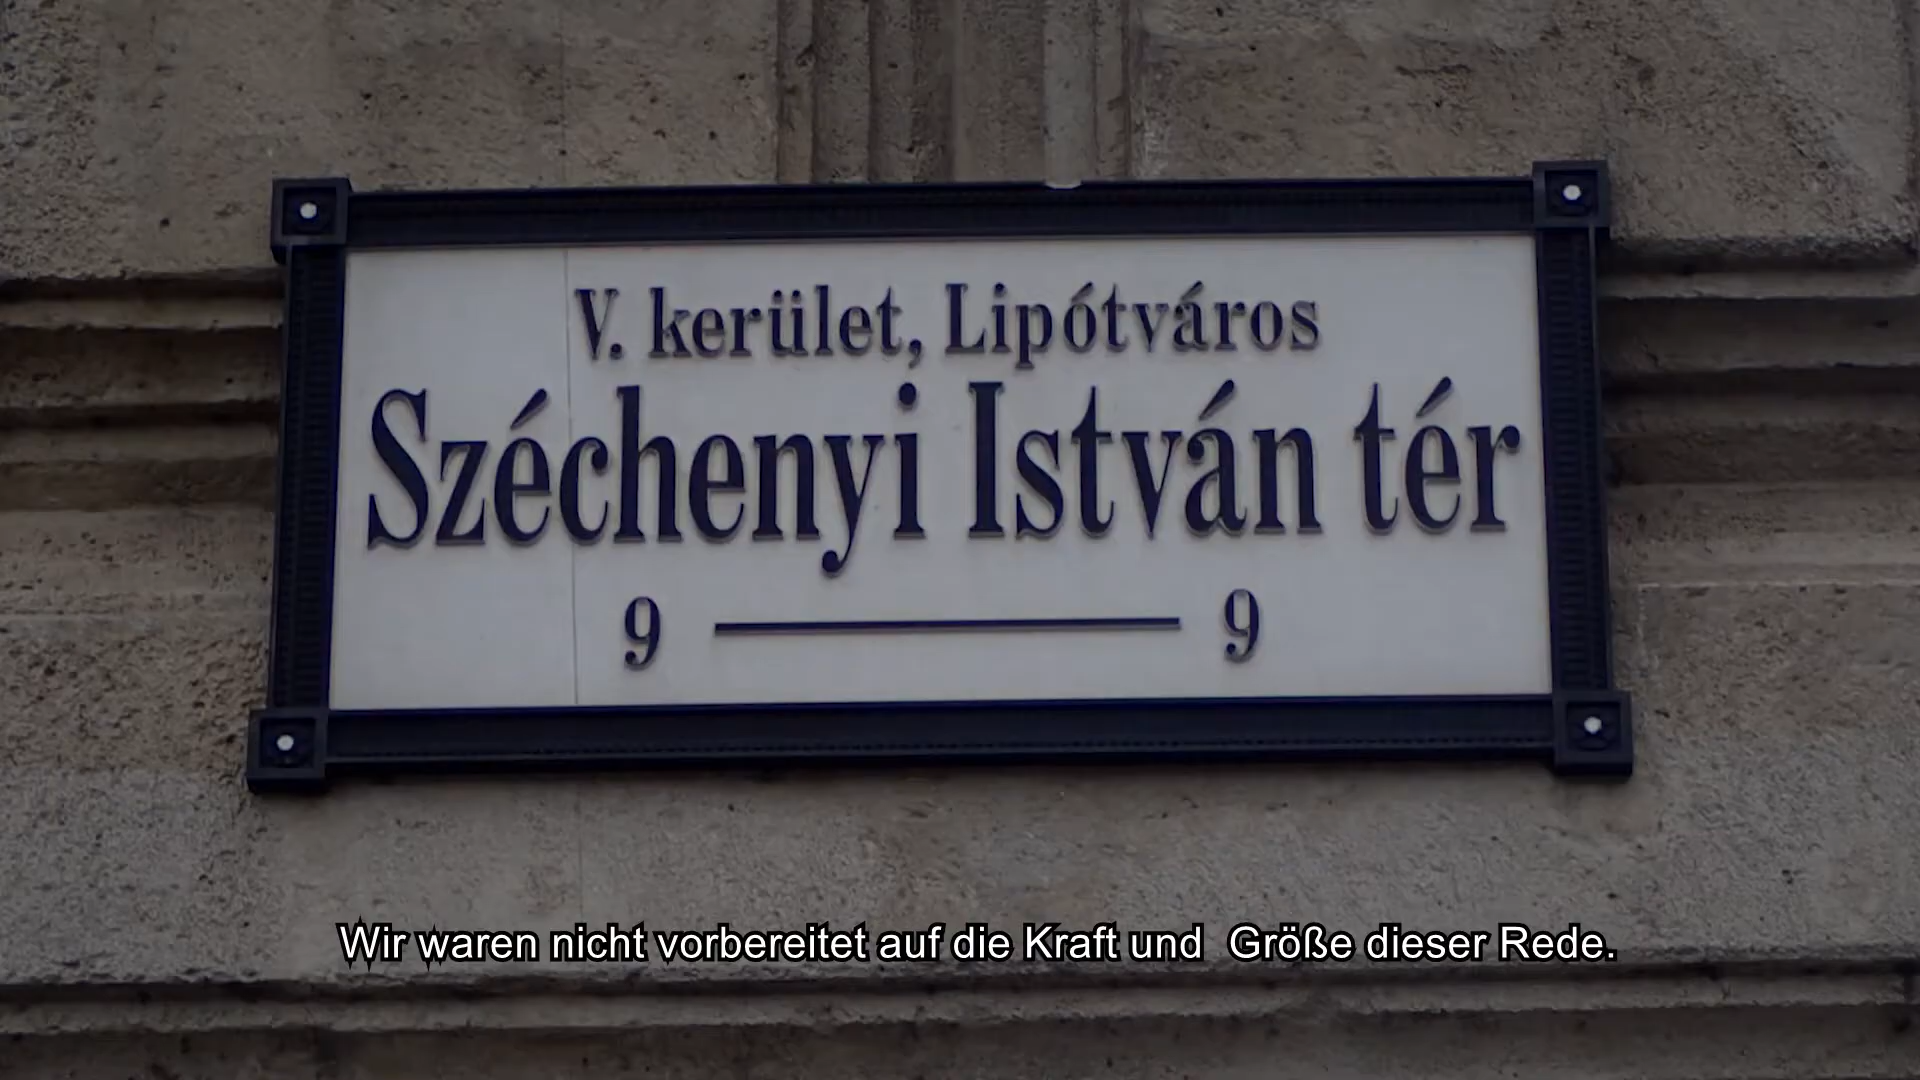 V. kerület, Lipótváros
Széchenyi István tér
9 — 9
Wir waren nicht vorbereitet auf die Kraft und  Größe dieser Rede.